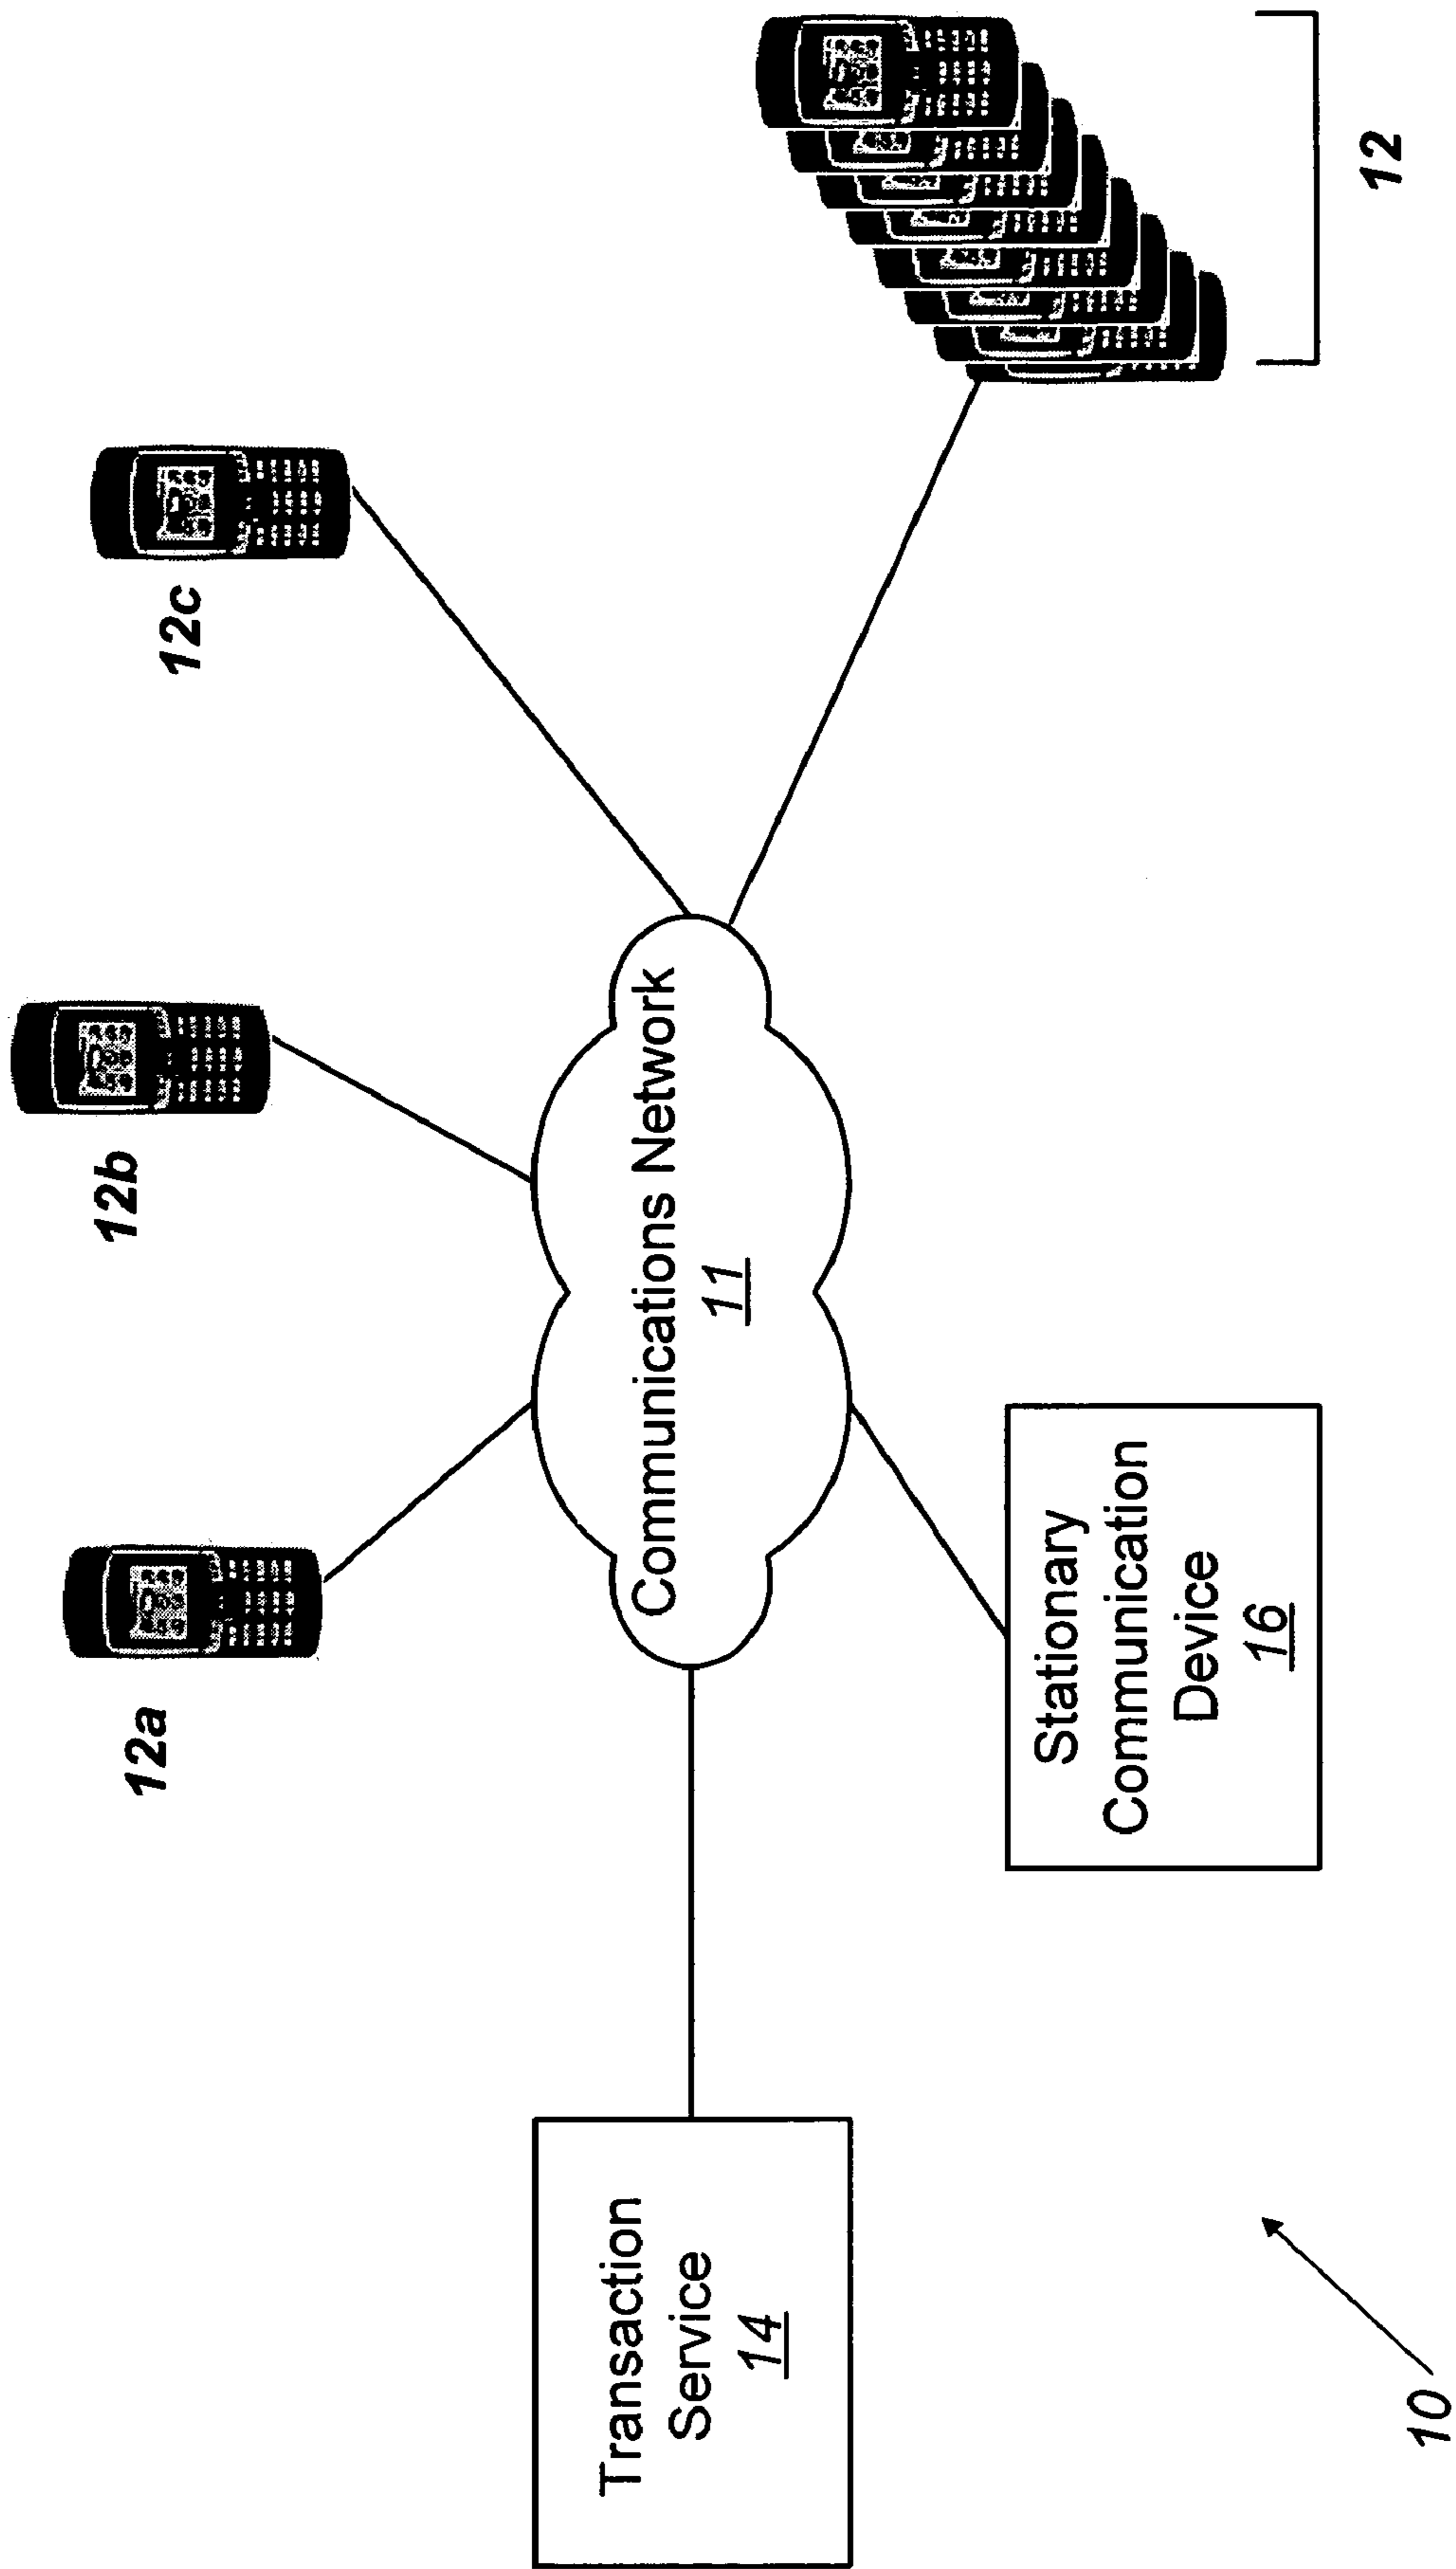 12a
12b
12c
12
Communications Network
11
Transaction
Service
14
Stationary
Communication
Device
16
10